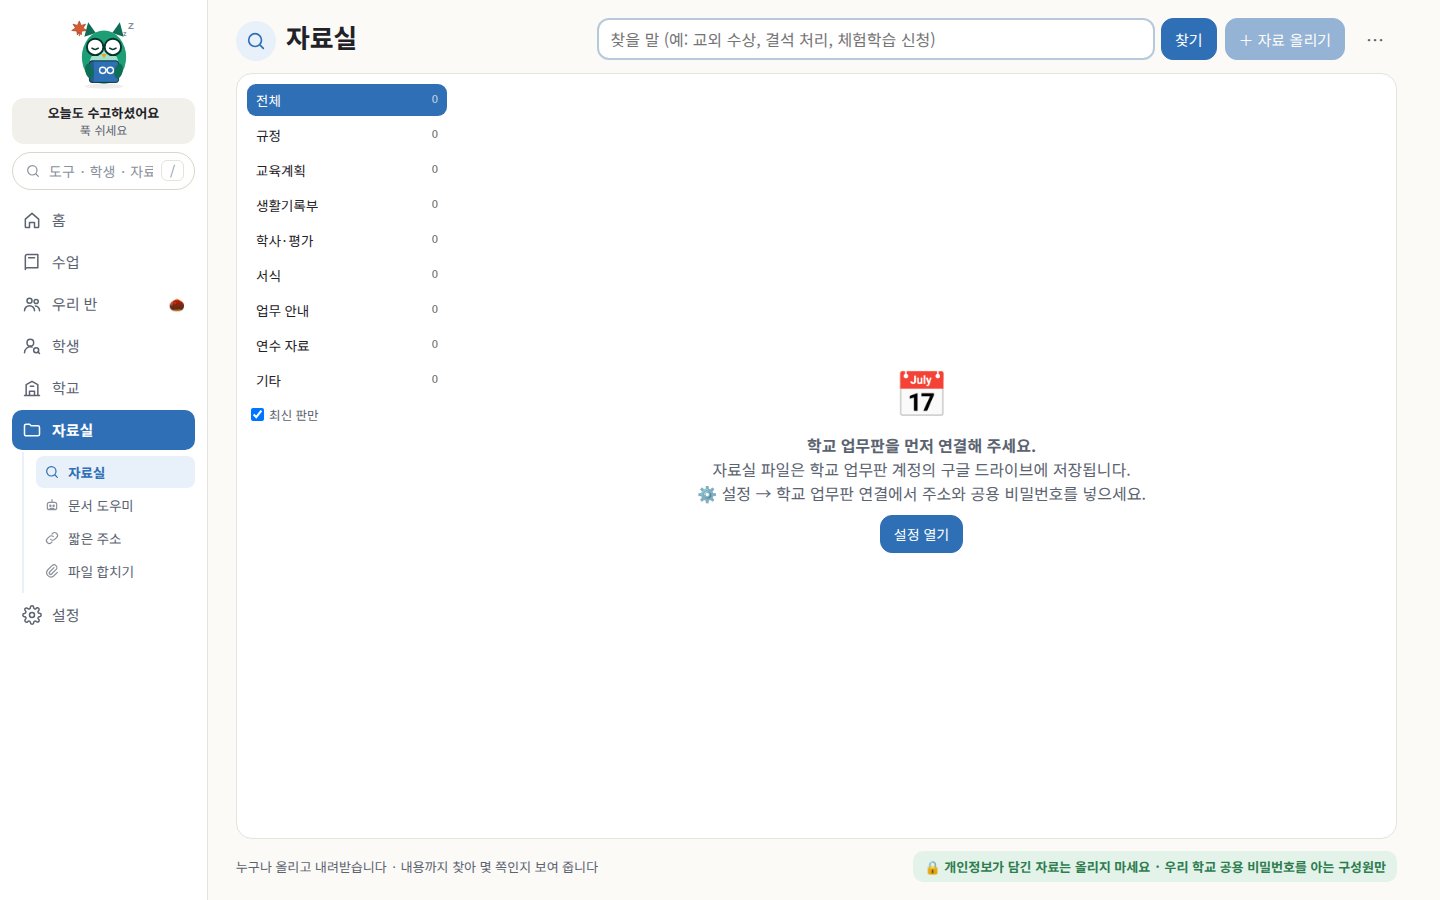 z
z
오늘도 수고하셨어요
푹 쉬세요
도구 · 학생 · 자료
/
홈
수업
우리 반
학생
학교
자료실
자료실
문서 도우미
짧은 주소
파일 합치기
설정
자료실
찾을 말 (예: 교외 수상, 결석 처리, 체험학습 신청)
찾기
+ 자료 올리기
···
전체 0
규정 0
교육계획 0
생활기록부 0
학사·평가 0
서식 0
업무 안내 0
연수 자료 0
기타 0
최신 판만
July
17
학교 업무판을 먼저 연결해 주세요.
자료실 파일은 학교 업무판 계정의 구글 드라이브에 저장됩니다.
⚙️ 설정 → 학교 업무판 연결에서 주소와 공용 비밀번호를 넣으세요.
설정 열기
누구나 올리고 내려받습니다 · 내용까지 찾아 몇 쪽인지 보여 줍니다
🔒 개인정보가 담긴 자료는 올리지 마세요 · 우리 학교 공용 비밀번호를 아는 구성원만